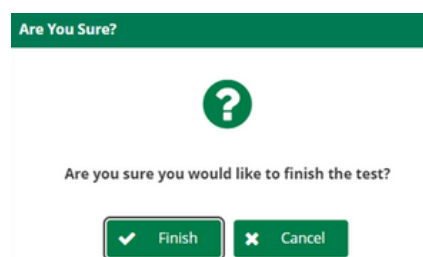 Are You Sure?
?
Are you sure you would like to finish the test?
Finish
Cancel